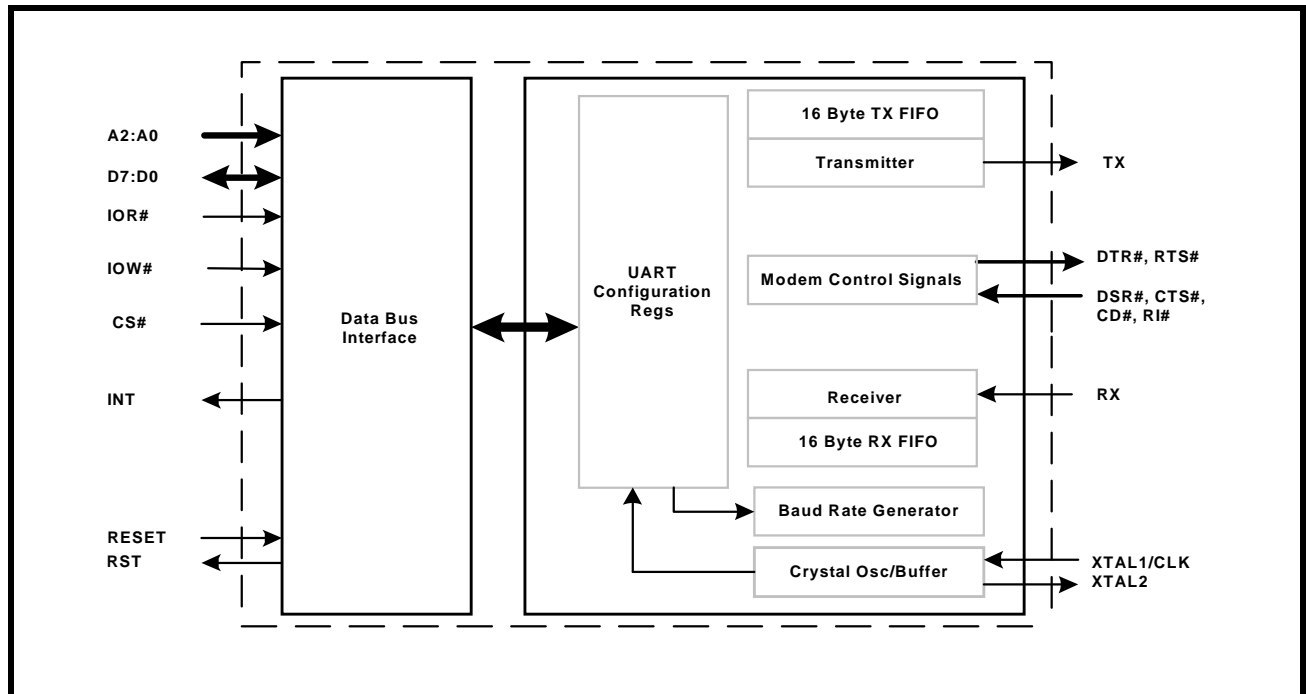 A2:A0
D7:D0
IOR#
IOW#
CS#
INT
RESET
RST
Data Bus
Interface
UART
Configuration
Regs
16 Byte TX FIFO
Transmitter
Modem Control Signals
Receiver
16 Byte RX FIFO
Baud Rate Generator
Crystal Osc/Buffer
TX
DTR#, RTS#
DSR#, CTS#,
CD#, RI#
RX
XTAL1/CLK
XTAL2